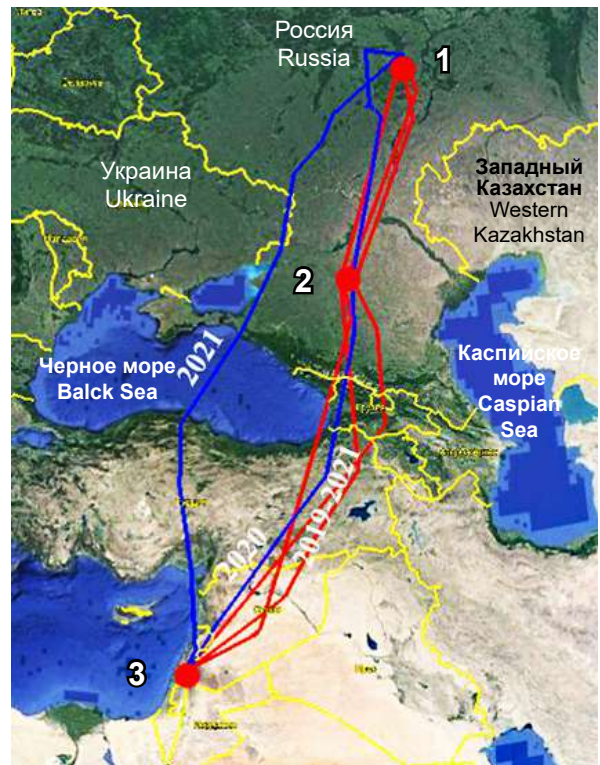 Россия
Russia
1
Украина
Ukraine
Западный
Казахстан
Western
Kazakhstan
2
2021
Черное море
Balck Sea
Каспийское
море
Caspian
Sea
2020
2019-2021
3